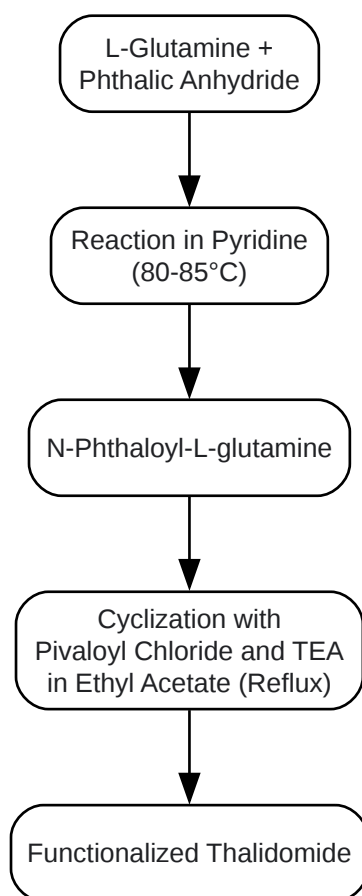 L-Glutamine +
Phthalic Anhydride
Reaction in Pyridine
(80-85°C)
N-Phthaloyl-L-glutamine
Cyclization with
Pivaloyl Chloride and TEA
in Ethyl Acetate (Reflux)
Functionalized Thalidomide